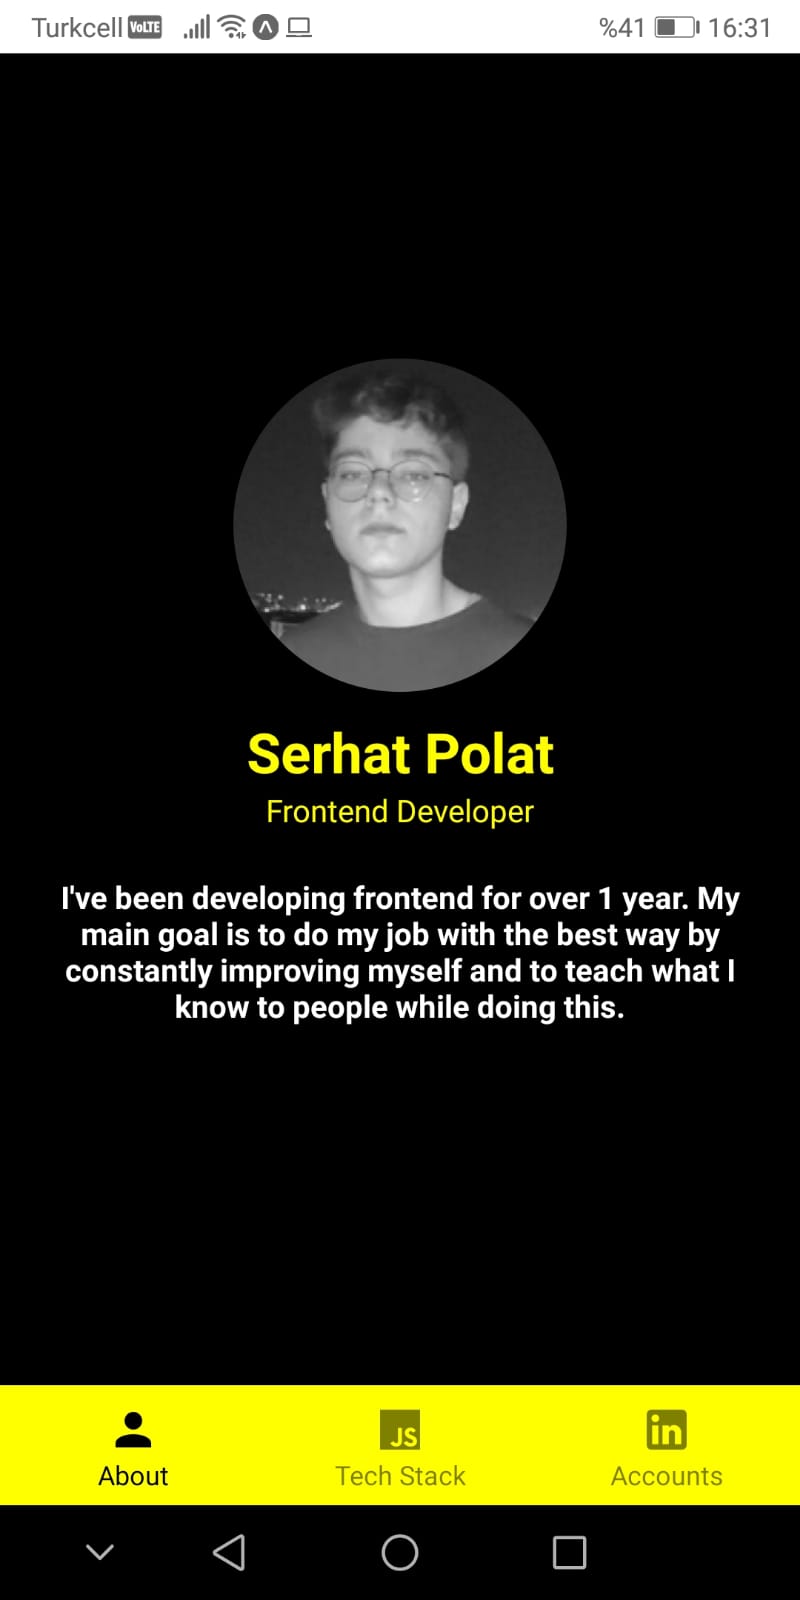 Turkcell VoLTE %41 16:31
Serhat Polat
Frontend Developer
I've been developing frontend for over 1 year. My
main goal is to do my job with the best way by
constantly improving myself and to teach what I
know to people while doing this.
JS in
About Tech Stack Accounts